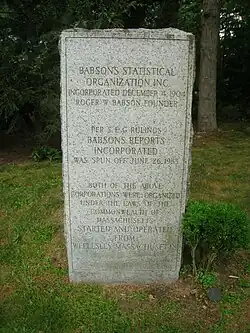 BABSON'S STATISTICAL
ORGANIZATION INC
INCORPORATED DECEMBER 4, 1904
ROGER W. BABSON FOUNDER
PER S.E.C. RULINGS
BABSONS REPORTS
INCORPORATED
WAS SPUN OFF JUNE 26, 1985
BOTH OF THE ABOVE
CORPORATIONS WERE ORGANIZED
UNDER THE LAWS OF THE
COMMONWEALTH OF
MASSACHUSETTS
STARTED AND OPERATED
FROM
WELLESLEY MASSACHUSETTS